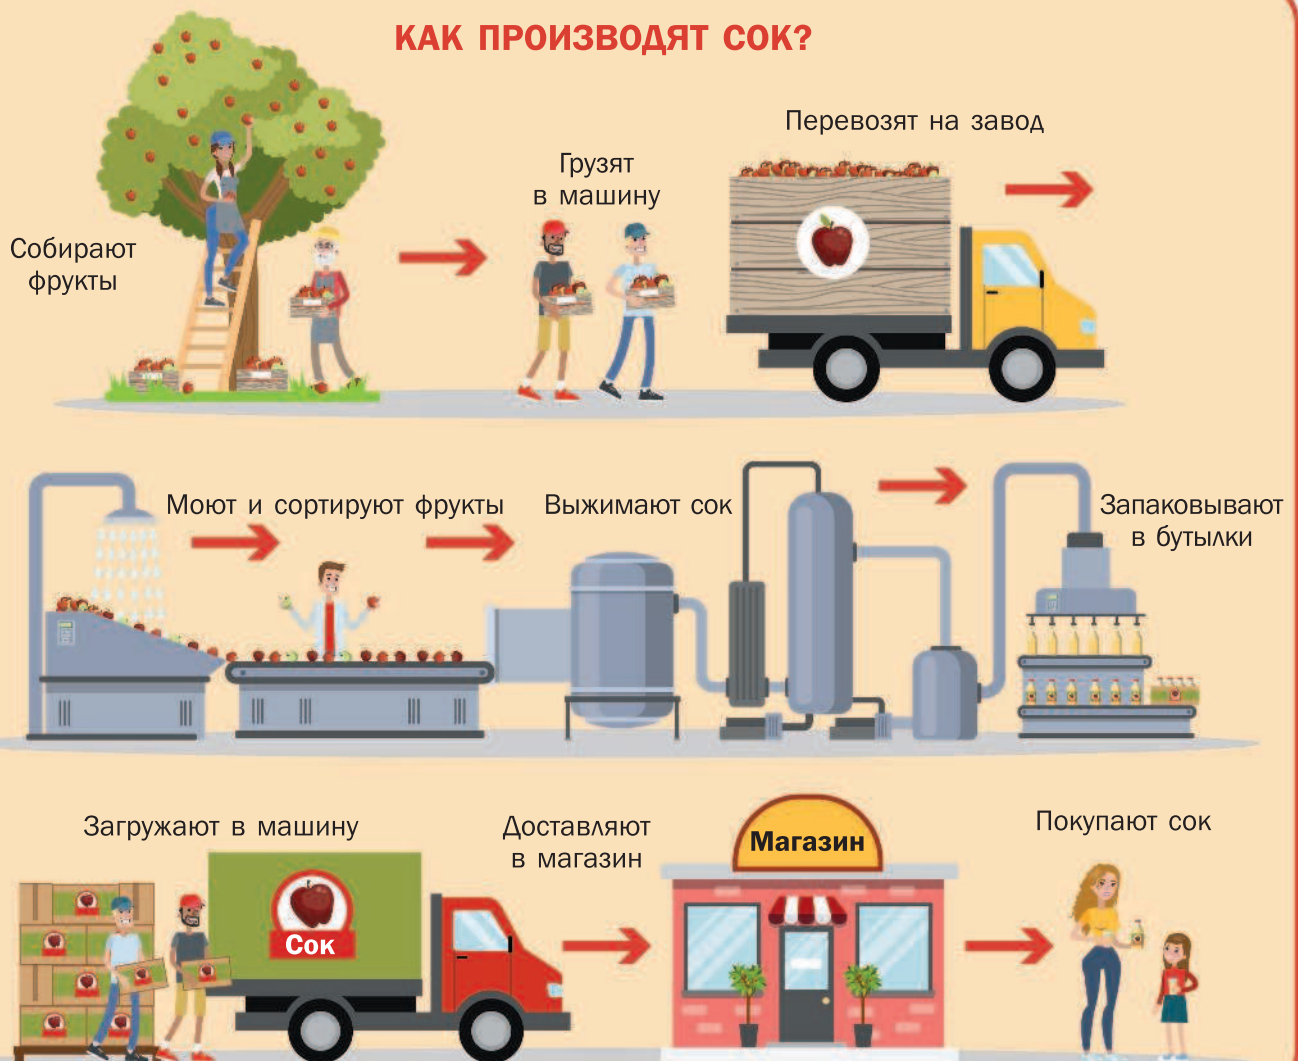 КАК ПРОИЗВОДЯТ СОК?
Собирают
фрукты
Грузят
в машину
Перевозят на завод
Моют и сортируют фрукты
Выжимают сок
Запаковывают
в бутылки
Загружают в машину
Сок
Доставляют
в магазин
Магазин
Покупают сок